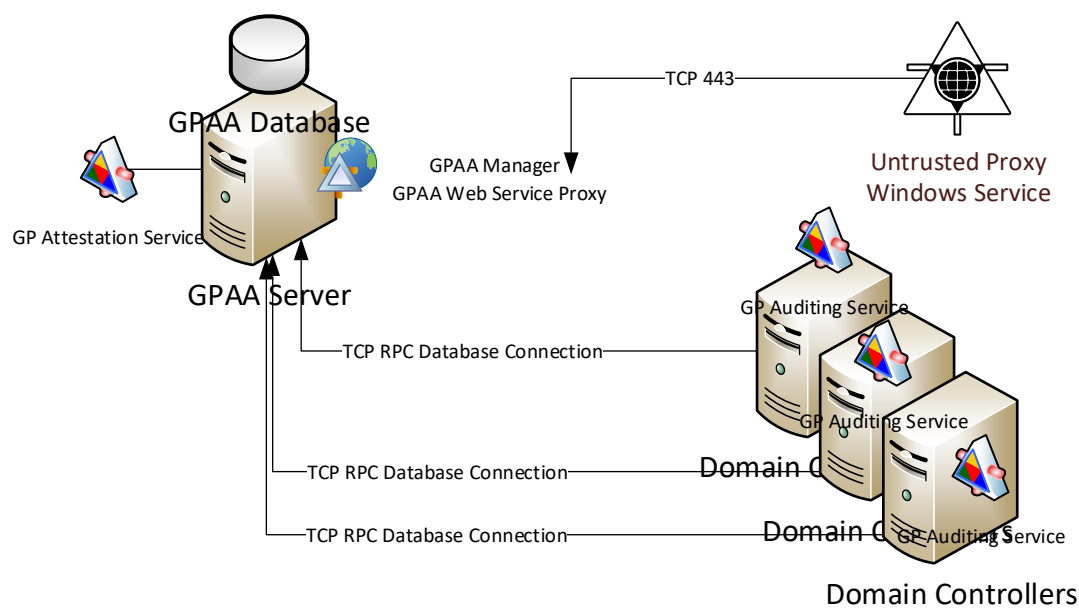 GPAA Database
TCP 443
GPAA Manager
GPAA Web Service Proxy
Untrusted Proxy
Windows Service
GP Attestation Service
GPAA Server
GP Auditing Service
TCP RPC Database Connection
GP Auditing Service
Domain
TCP RPC Database Connection
Domain
GP Auditing Service
TCP RPC Database Connection
Domain Controllers